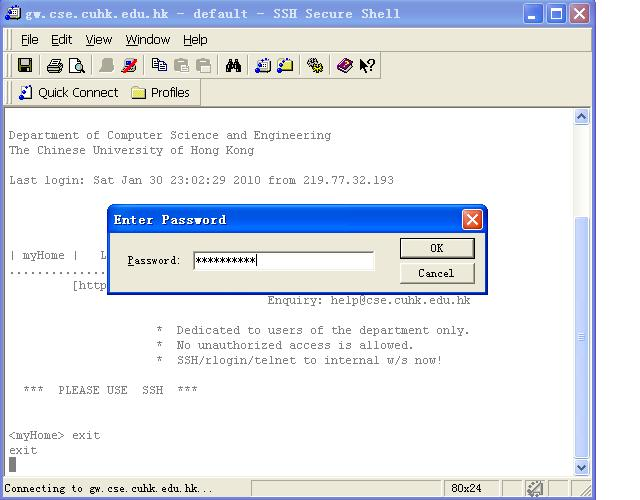 gw.cse.cuhk.edu.hk - default - SSH Secure Shell
File Edit View Window Help
Quick Connect Profiles
Department of Computer Science and Engineering
The Chinese University of Hong Kong
Last login: Sat Jan 30 23:02:29 2010 from 219.77.32.193
Enter Password
| myHome | L
OK
Password: **********
Cancel
[http
Enquiry: help@cse.cuhk.edu.hk
* Dedicated to users of the department only.
* No unauthorized access is allowed.
* SSH/rlogin/telnet to internal w/s now!
*** PLEASE USE SSH ***
<myHome> exit
exit
Connecting to gw.cse.cuhk.edu.hk... 80x24